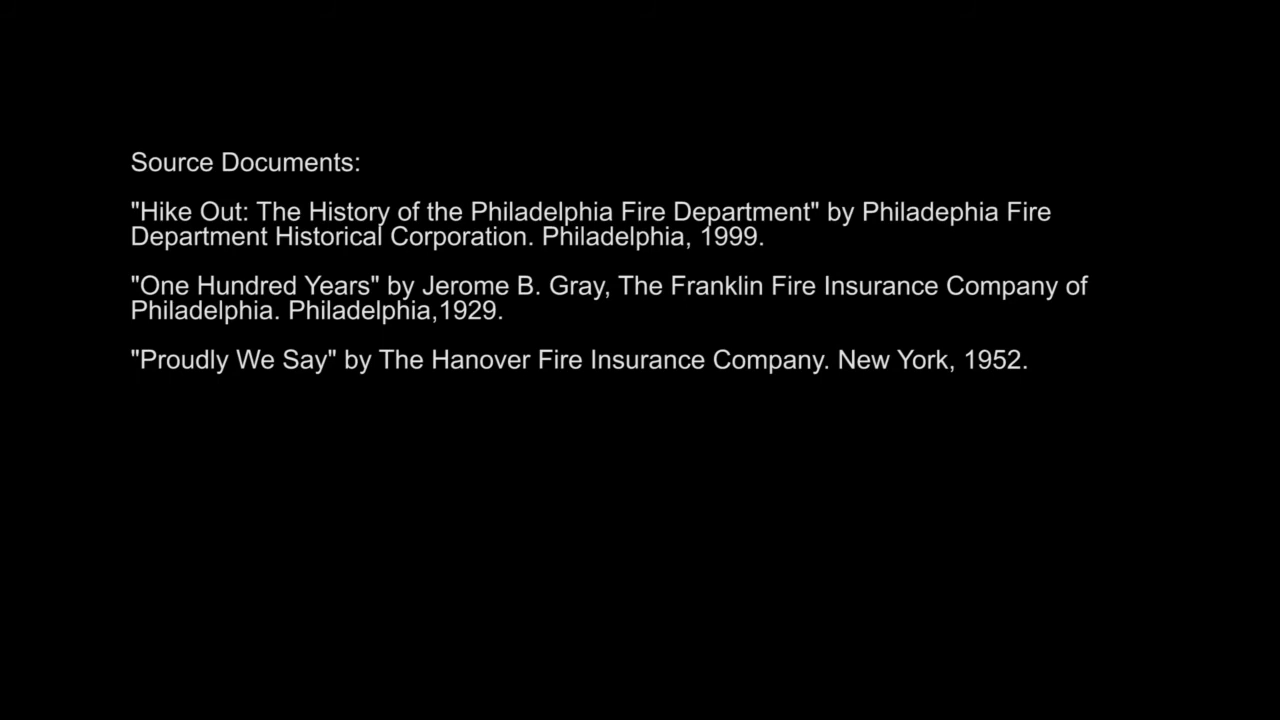 Source Documents:
"Hike Out: The History of the Philadelphia Fire Department" by Philadephia Fire
Department Historical Corporation. Philadelphia, 1999.
"One Hundred Years" by Jerome B. Gray, The Franklin Fire Insurance Company of
Philadelphia. Philadelphia,1929.
"Proudly We Say" by The Hanover Fire Insurance Company. New York, 1952.